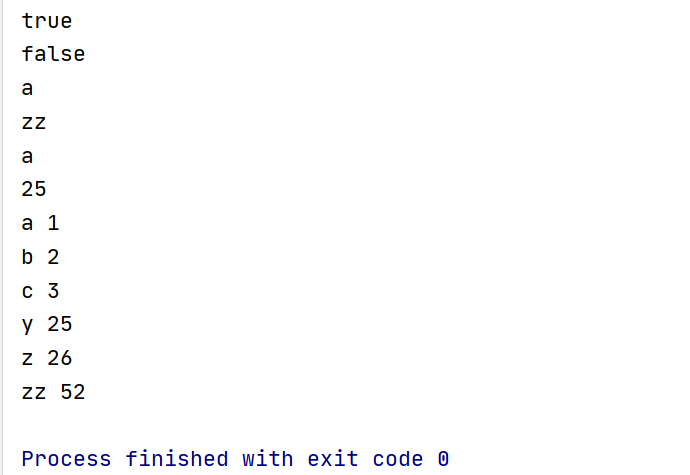 true
false
a
zz
a
25
a 1
b 2
c 3
y 25
z 26
zz 52
Process finished with exit code 0